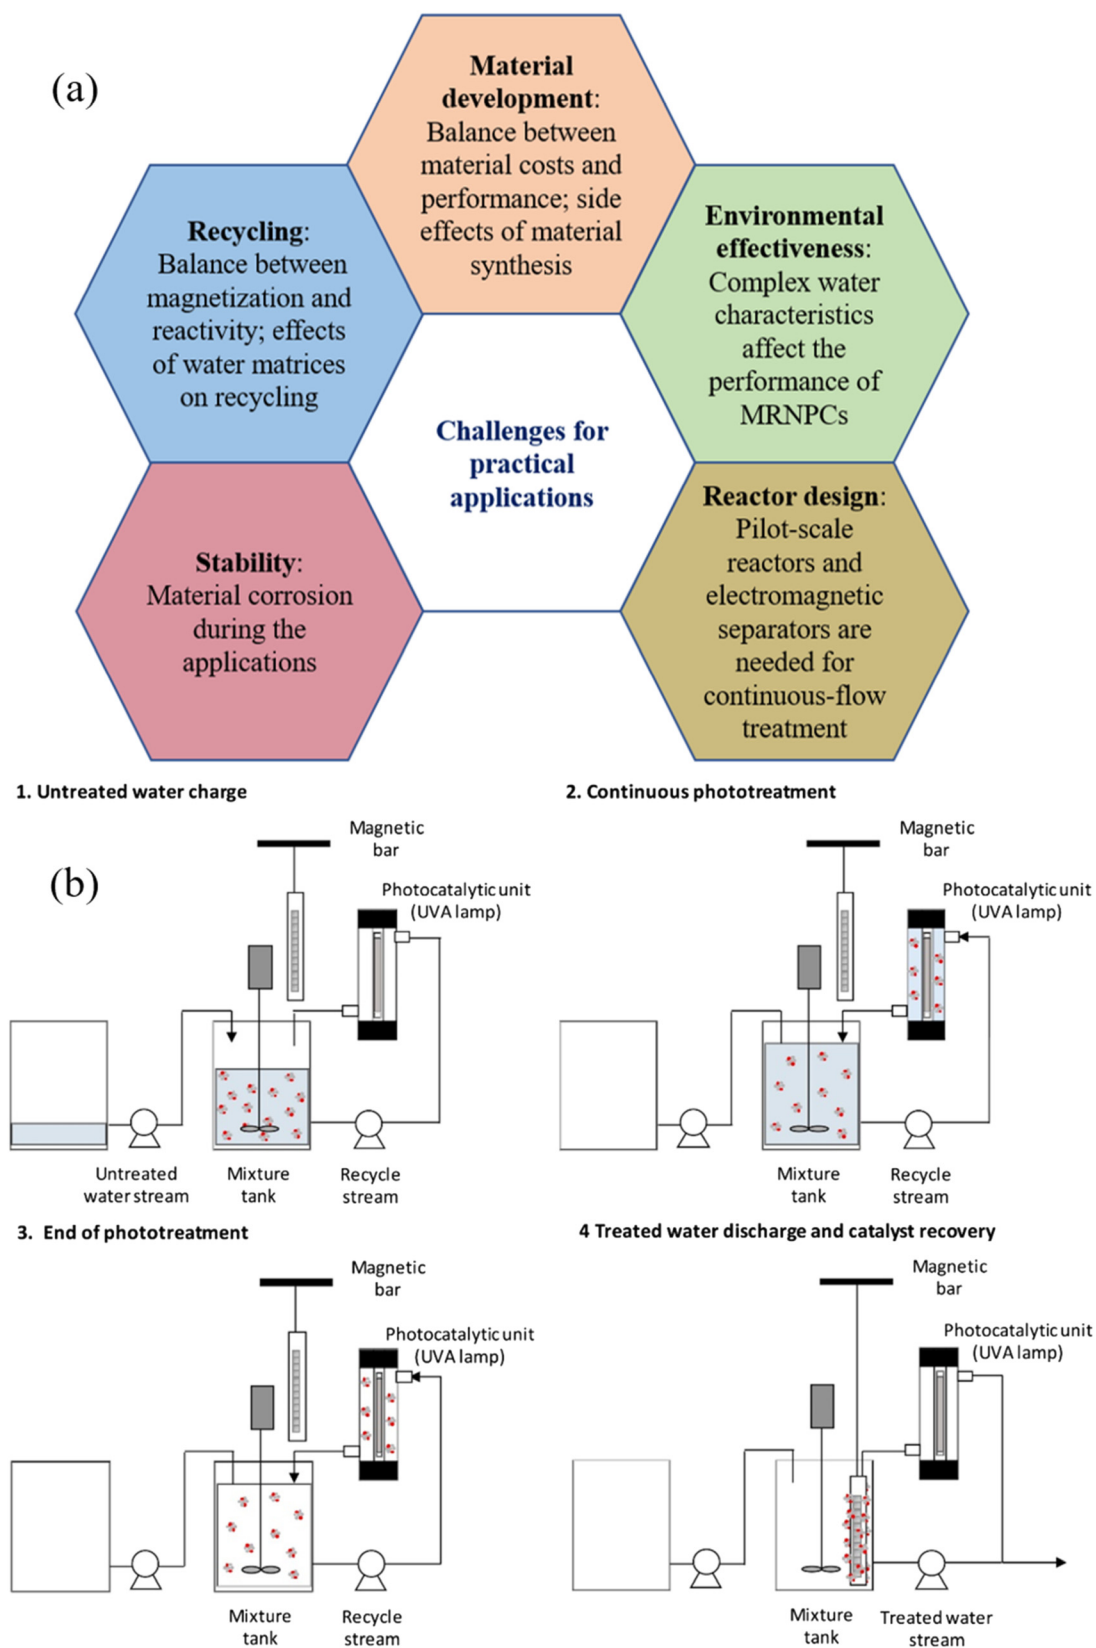 (a)
Material
development:
Balance between
material costs and
performance; side
effects of material
synthesis
Recycling:
Balance between
magnetization and
reactivity; effects
of water matrices
on recycling
Environmental
effectiveness:
Complex water
characteristics
affect the
performance of
MRNPCs
Challenges for
practical
applications
Stability:
Material corrosion
during the
applications
Reactor design:
Pilot-scale
reactors and
electromagnetic
separators are
needed for
continuous-flow
treatment
(b)
1. Untreated water charge
Magnetic
bar
Photocatalytic unit
(UVA lamp)
Untreated
water stream
Mixture
tank
Recycle
stream
2. Continuous phototreatment
Magnetic
bar
Photocatalytic unit
(UVA lamp)
Mixture
tank
Recycle
stream
3. End of phototreatment
Magnetic
bar
Photocatalytic unit
(UVA lamp)
Mixture
tank
Recycle
stream
4 Treated water discharge and catalyst recovery
Magnetic
bar
Photocatalytic unit
(UVA lamp)
Mixture
tank
Treated water
stream